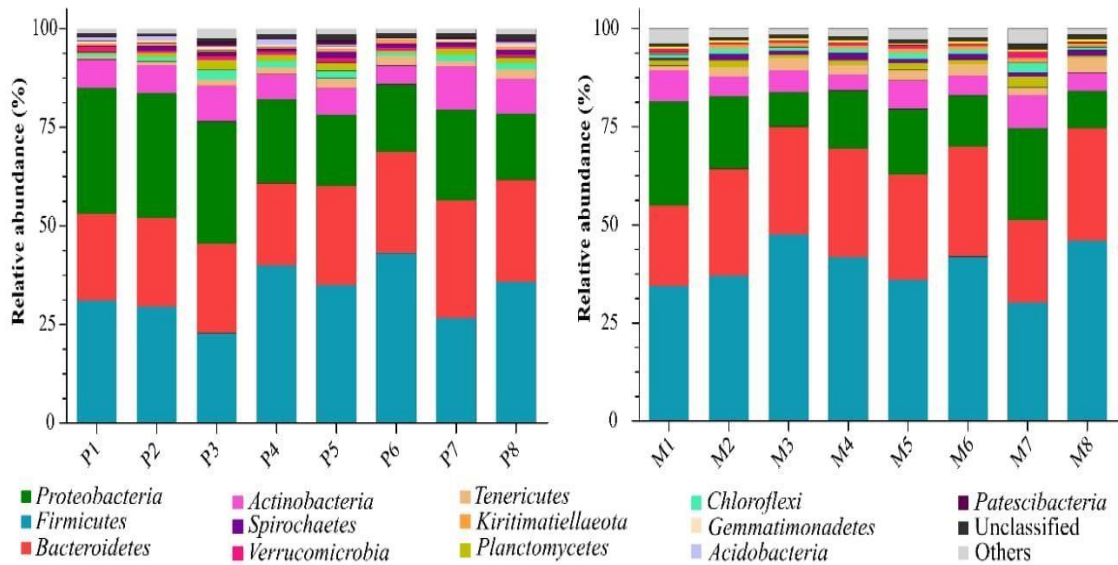 Relative abundance (%)
100
75
50
25
0
P1 P2 P3 P4 P5 P6 P7 P8
Relative abundance (%)
100
75
50
25
0
M1 M2 M3 M4 M5 M6 M7 M8
Proteobacteria Actinobacteria Tenericutes Chloroflexi Patescibacteria
Firmicutes Spirochaetes Kiritimatiellaeota Gemmatimonadetes Unclassified
Bacteroidetes Verrucomicrobia Planctomycetes Acidobacteria Others